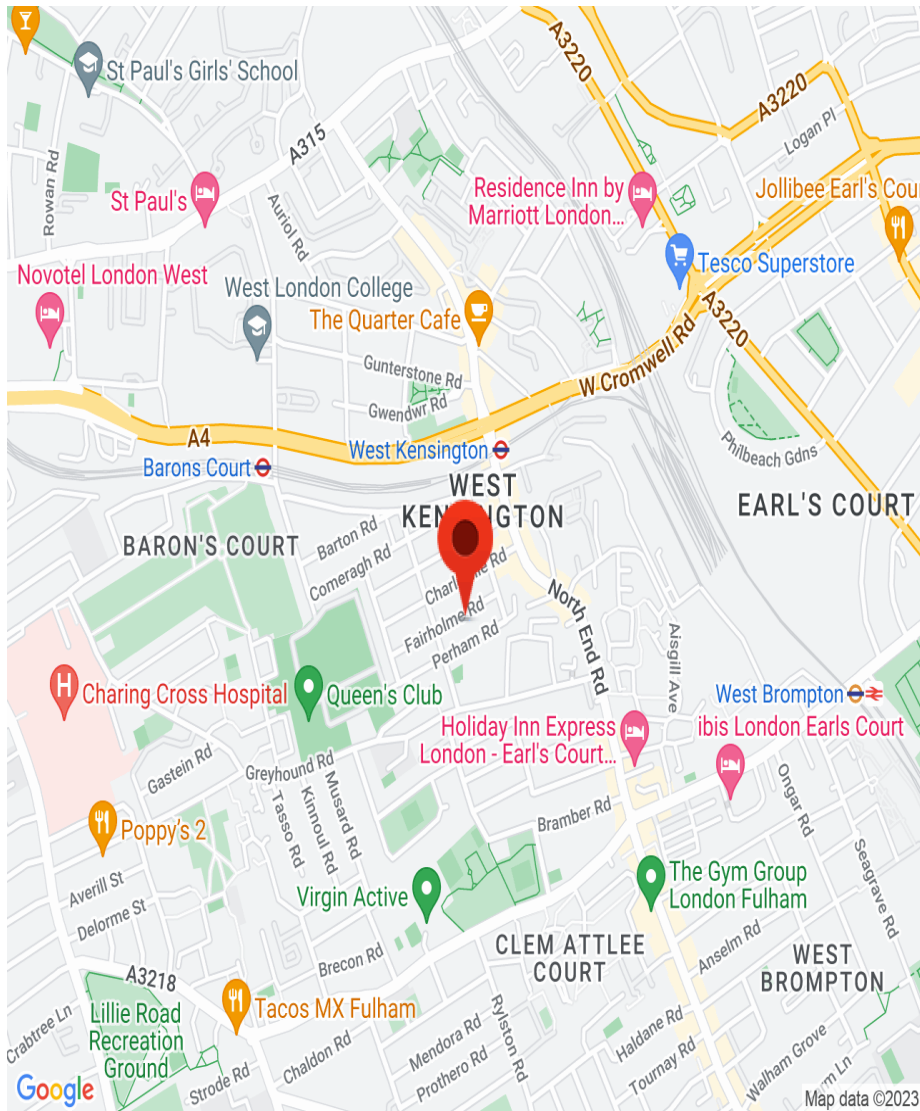 St Paul's Girls' School
A3220
A3220
Logan Pl
A315
Rowan Rd
St Paul's
Auriol Rd
Residence Inn by
Marriott London...
Jollibee Earl's Cou
Novotel London West
West London College
Tesco Superstore
The Quarter Cafe
A3220
W Cromwell Rd
Gunterstone Rd
Gwendwr Rd
A4
West Kensington
Barons Court
Philbeach Gdns
WEST
EARL'S COURT
Barton Rd
BARON'S COURT
Comeragh Rd
North End Rd
Fairholme Rd
Perham Rd
Aisgill Ave
H
Charing Cross Hospital
Queen's Club
West Brompton
Holiday Inn Express
London - Earl's Court...
ibis London Earls Court
Gastein Rd
Greyhound Rd
Musard Rd
Kinnoul Rd
Tasso Rd
Ongar Rd
Bramber Rd
Poppy's 2
Seagrave Rd
Averill St
Virgin Active
The Gym Group
London Fulham
Delorme St
Brecon Rd
CLEM ATTLEE
COURT
Anselm Rd
WEST
BROMPTON
A3218
Tacos MX Fulham
Lillie Road
Recreation
Ground
Crabtree Ln
Rylston Rd
Mendora Rd
Haldane Rd
Chaldon Rd
Prothero Rd
Tournay Rd
Walham Grove
Strode Rd
Google
Map data ©2023